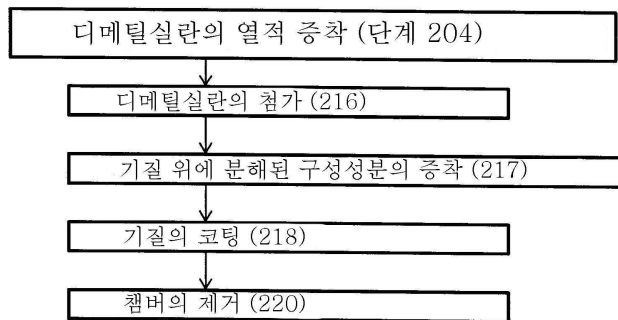 디메틸실란의 열적 증착 (단계 204)
디메틸실란의 첨가 (216)
기질 위에 분해된 구성성분의 증착 (217)
기질의 코팅 (218)
챔버의 제거 (220)